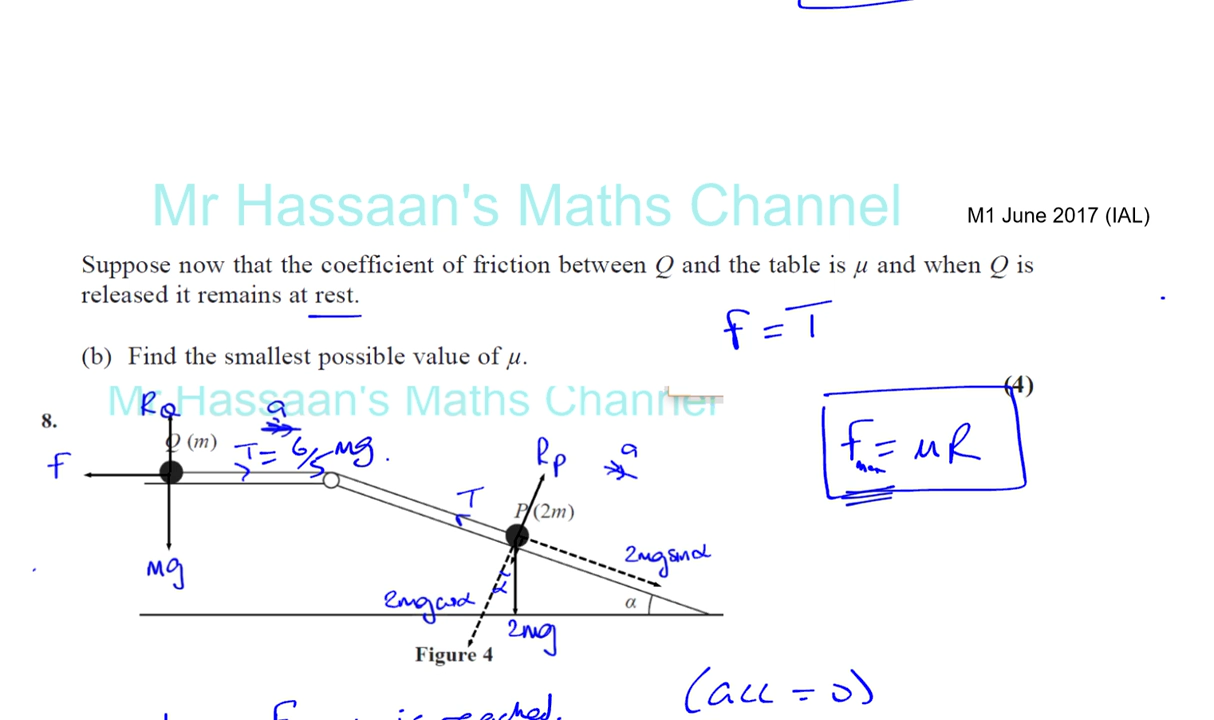 Mr Hassaan's Maths Channel
M1 June 2017 (IAL)
Suppose now that the coefficient of friction between Q and the table is μ and when Q is
released it remains at rest.
F = T
(b) Find the smallest possible value of μ.
(4)
Mr Hassaan's Maths Channel
8.
RQ
a
Q (m)
T = 6/5 mg.
F
Fmax = μR
RP
a
T
P (2m)
mg
2mg sinα
α
2mg cosα
α
2mg
Figure 4
(acc = 0)
is reached.